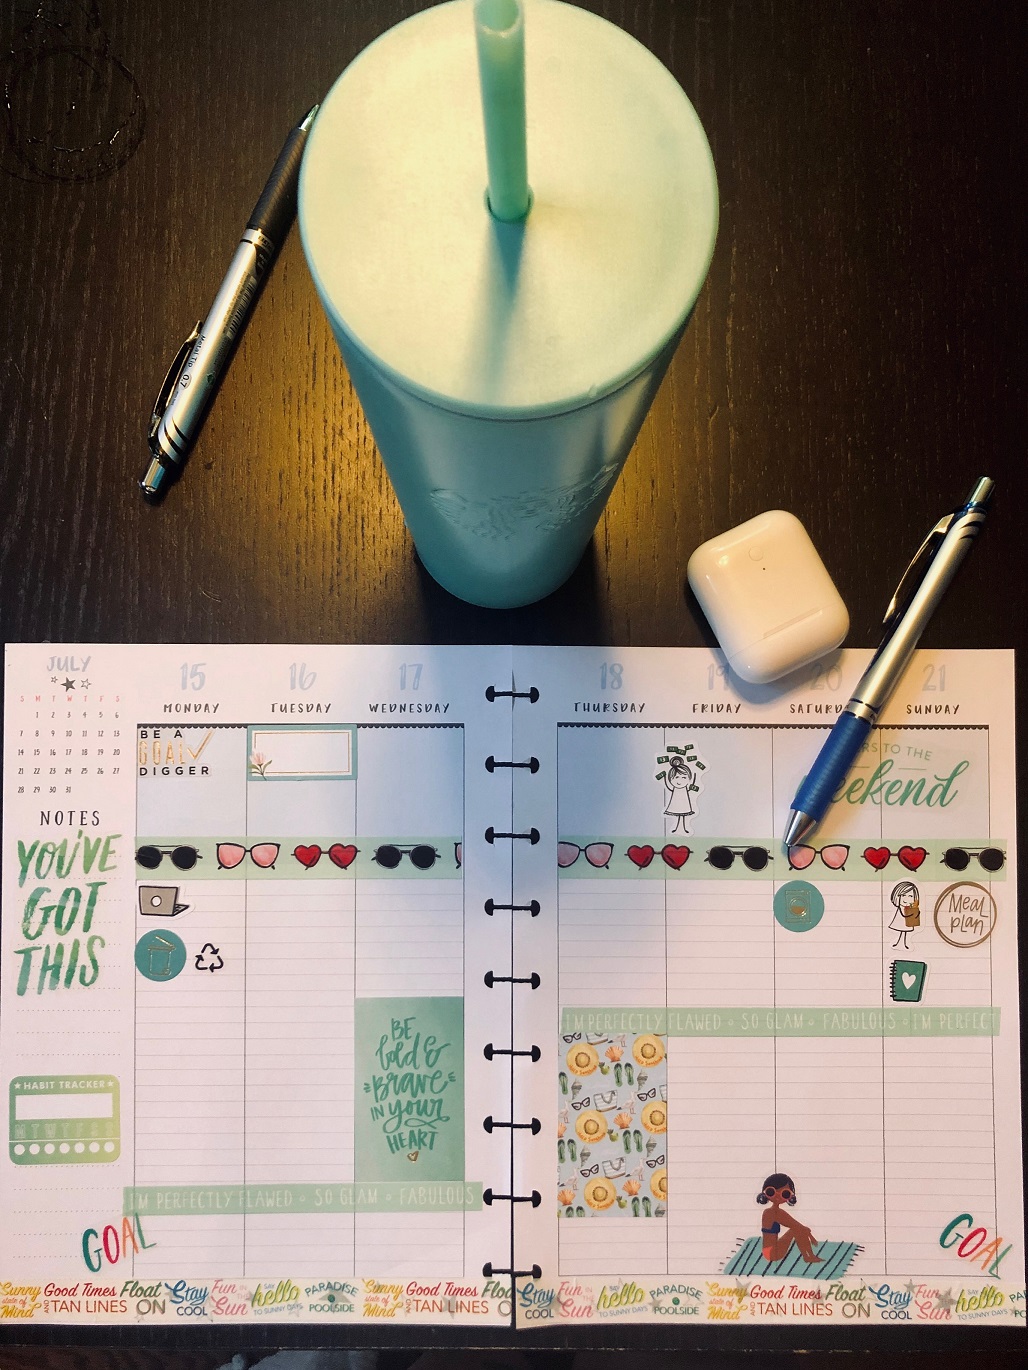 Metal Tip 0.7
JULY
S M T W T F S
1 2 3 4 5 6
7 8 9 10 11 12 13
14 15 16 17 18 19 20
21 22 23 24 25 26 27
28 29 30 31
NOTES
YOU'VE
GOT
THIS
★ HABIT TRACKER ★
M T W T F S S
GOAL
15 16 17
MONDAY TUESDAY WEDNESDAY
BE A
GOAL
DIGGER
BE
bold &
BRAVE
IN your
HEART
I'M PERFECTLY FLAWED SO GLAM FABULOUS
18 19 20 21
THURSDAY FRIDAY SUNDAY
TO THE
Meal
plan
I'M PERFECTLY FLAWED SO GLAM FABULOUS I'M PERFECT
GOAL
Sunny state of Mind Good Times AND TAN LINES Float ON Stay COOL Fun in the Sun SAY hello TO SUNNY DAYS PARADISE POOLSIDE Sunny state of Mind Good Times AND TAN LINES
Stay COOL Fun in the Sun SAY hello TO SUNNY DAYS PARADISE POOLSIDE Sunny state of Mind Good Times AND TAN LINES Float ON Stay COOL Fun in the Sun SAY hello TO SUNNY DAYS